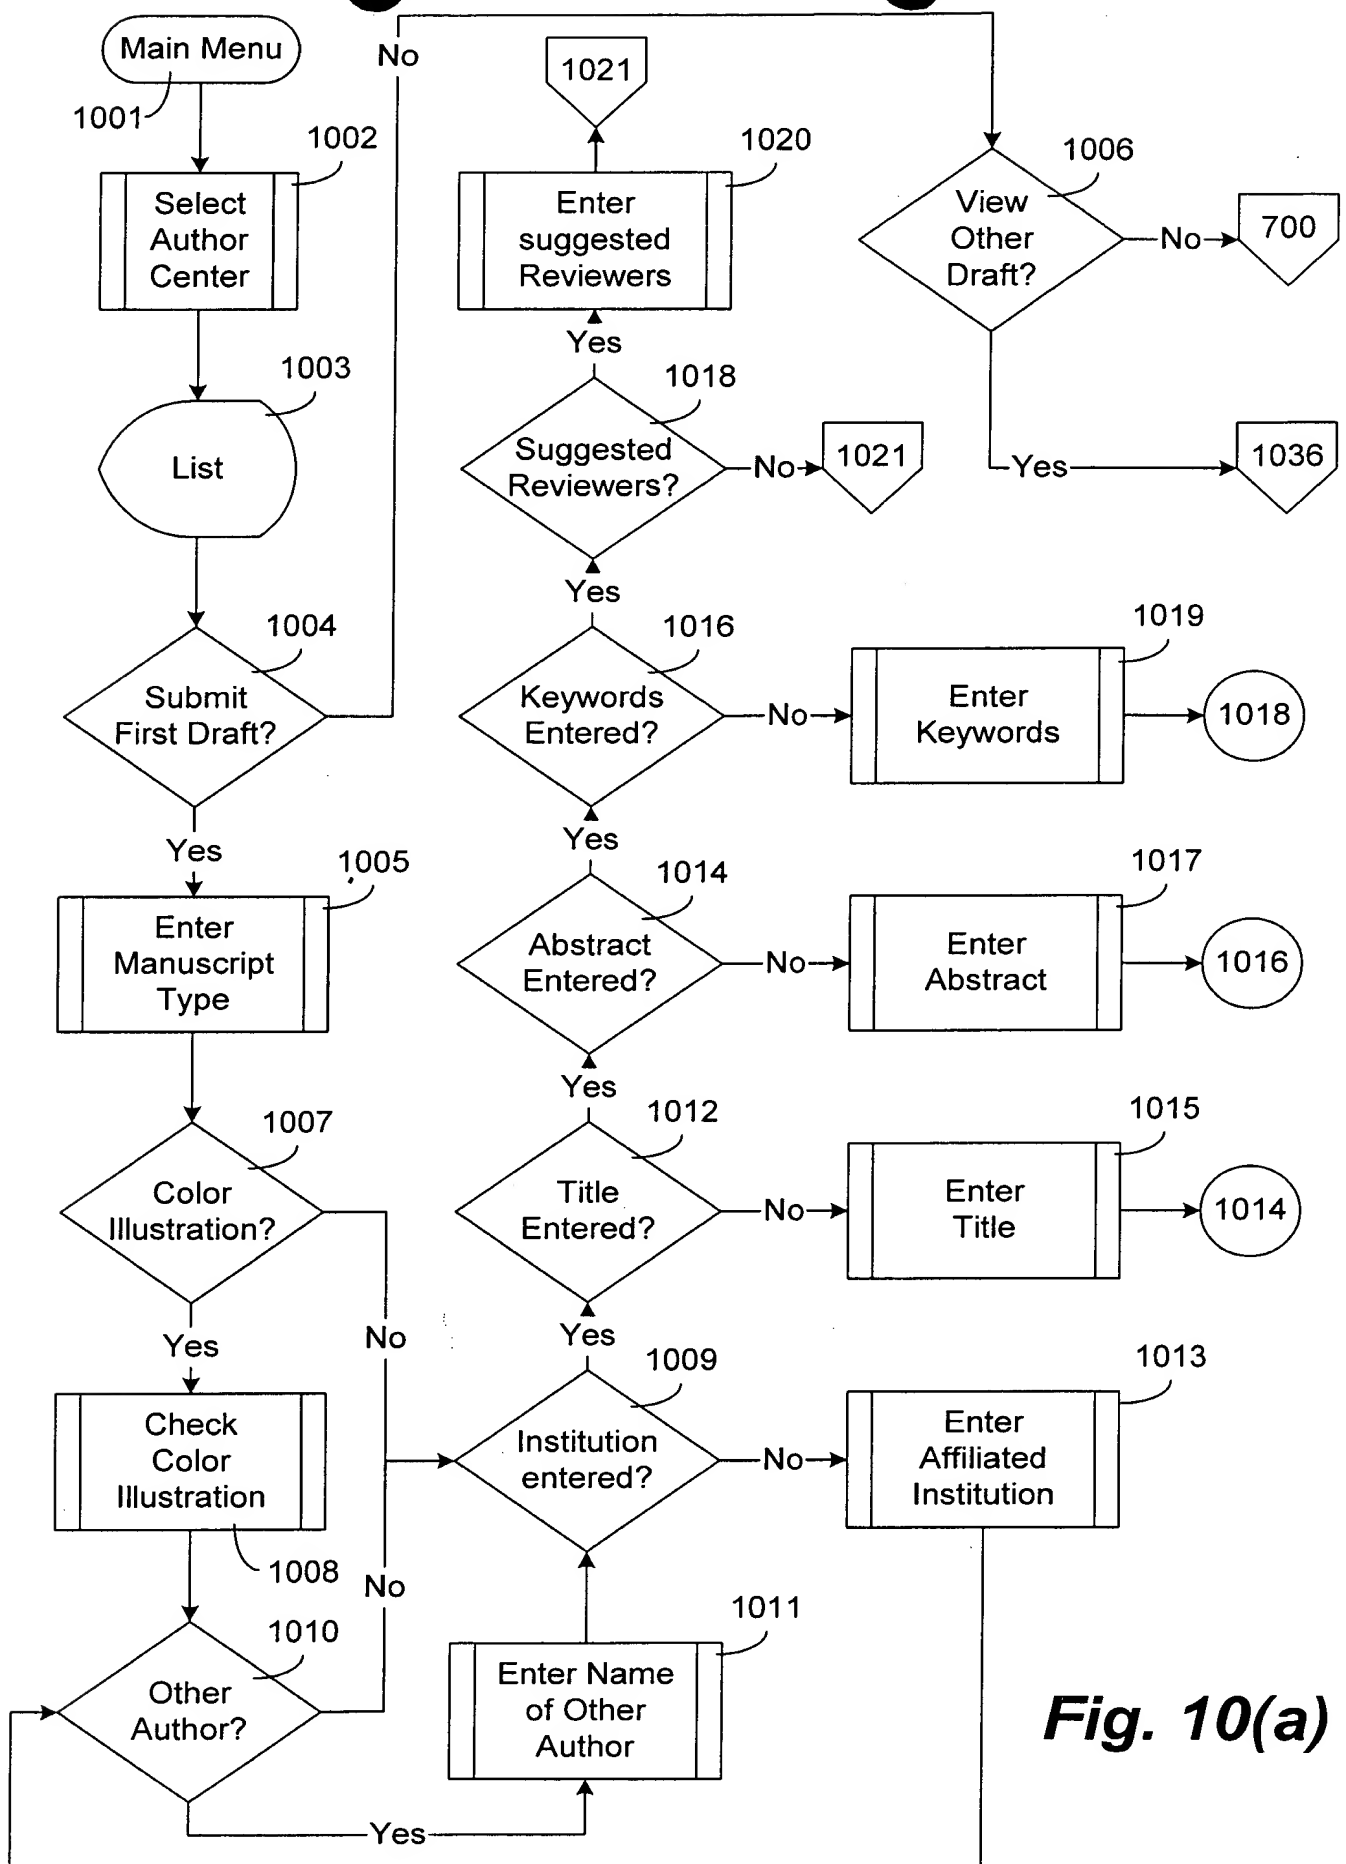 Main Menu
1001
1002
Select
Author
Center
1003
List
1004
Submit
First Draft?
No
Yes
1005
Enter
Manuscript
Type
1007
Color
Illustration?
No
Yes
Check
Color
Illustration
1008
1010
Other
Author?
No
Yes
1011
Enter Name
of Other
Author
1009
Institution
entered?
No
1013
Enter
Affiliated
Institution
Yes
1012
Title
Entered?
No
1015
Enter
Title
1014
Yes
1014
Abstract
Entered?
No
1017
Enter
Abstract
1016
Yes
1016
Keywords
Entered?
No
1019
Enter
Keywords
1018
Yes
1018
Suggested
Reviewers?
No
1021
Yes
1020
Enter
suggested
Reviewers
1021
1006
View
Other
Draft?
No
700
Yes
1036
Fig. 10(a)